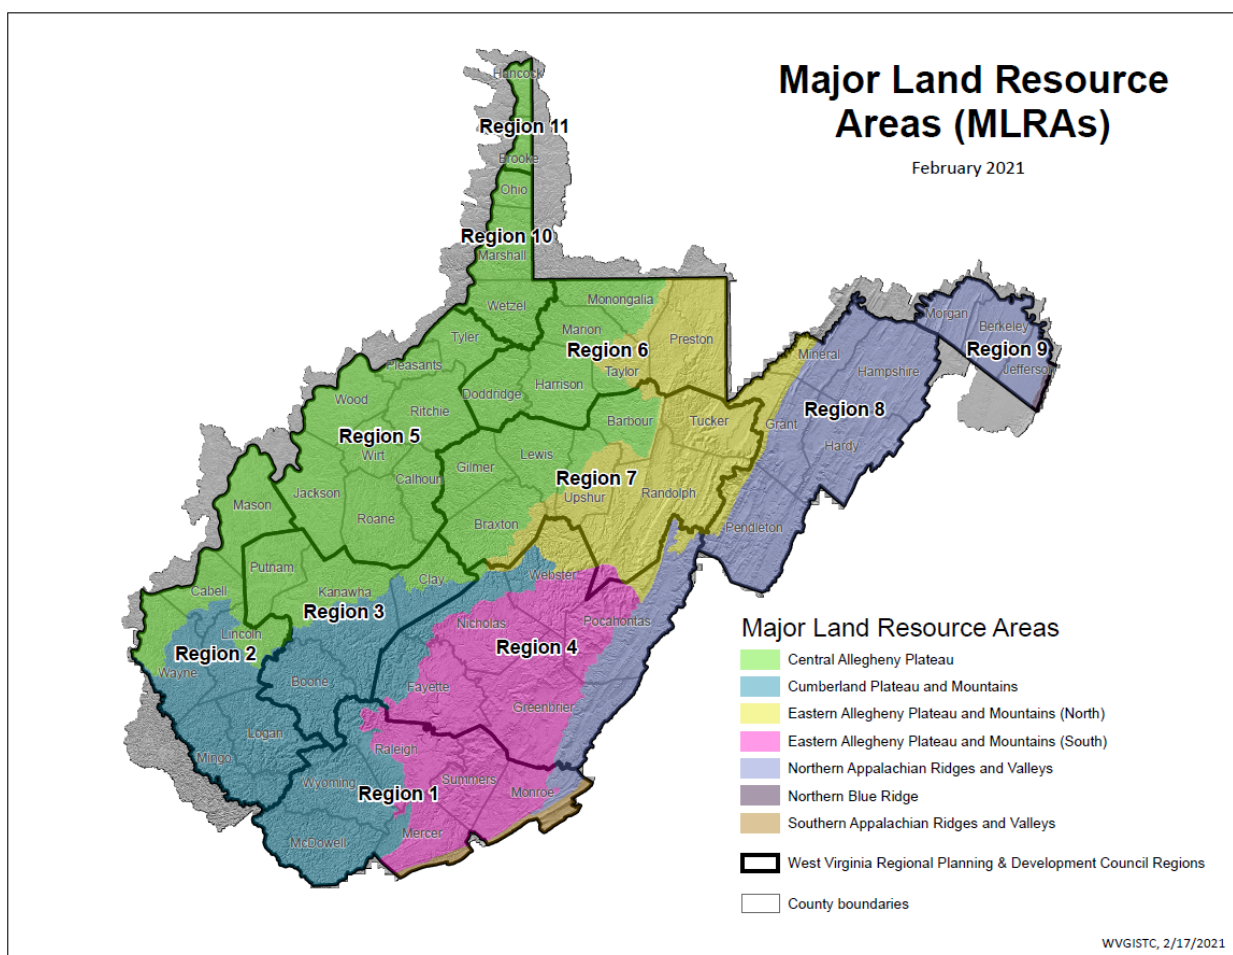 Major Land Resource
Areas (MLRAs)
February 2021
Hancock
Region 11
Brooke
Ohio
Region 10
Marshall
Wetzel
Monongalia
Marion
Preston
Region 6
Taylor
Tyler
Pleasants
Doddridge
Harrison
Wood
Ritchie
Region 5
Wirt
Calhoun
Jackson
Roane
Mason
Barbour
Tucker
Lewis
Gilmer
Region 7
Upshur
Randolph
Braxton
Mineral
Hampshire
Region 8
Grant
Hardy
Pendleton
Morgan
Berkeley
Region 9
Jefferson
Putnam
Cabell
Kanawha
Clay
Region 3
Lincoln
Region 2
Wayne
Boone
Logan
Mingo
Webster
Nicholas
Pocahontas
Region 4
Fayette
Greenbrier
Raleigh
Wyoming
Summers
Region 1
Monroe
Mercer
McDowell
Major Land Resource Areas
Central Allegheny Plateau
Cumberland Plateau and Mountains
Eastern Allegheny Plateau and Mountains (North)
Eastern Allegheny Plateau and Mountains (South)
Northern Appalachian Ridges and Valleys
Northern Blue Ridge
Southern Appalachian Ridges and Valleys
West Virginia Regional Planning & Development Council Regions
County boundaries
WVGISTC, 2/17/2021